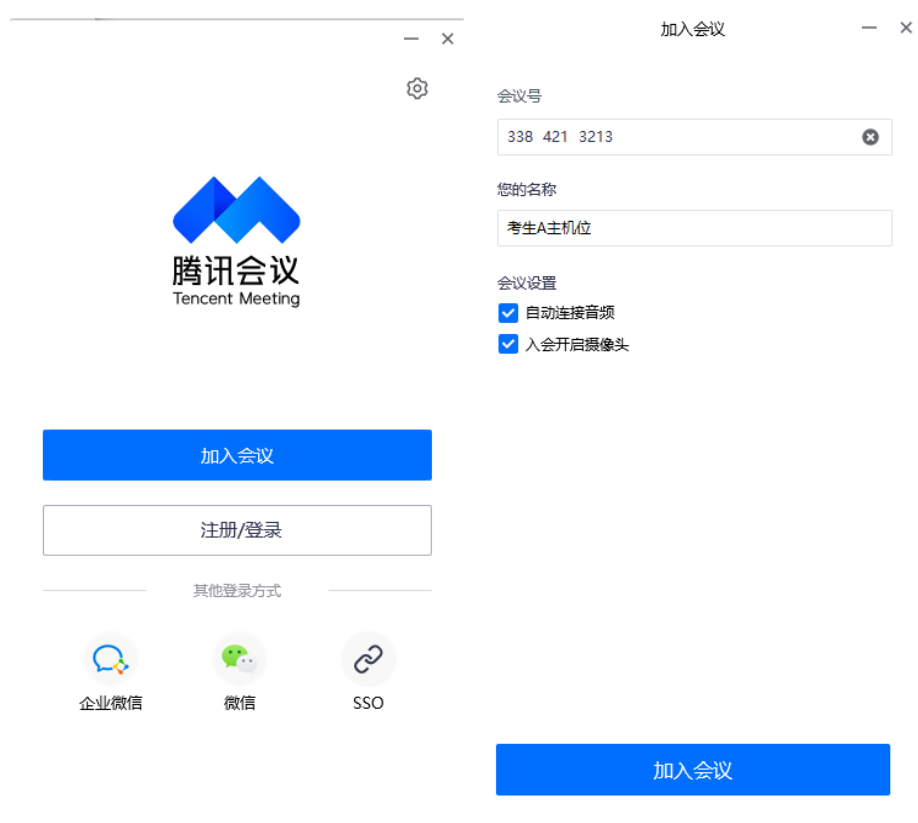 腾讯会议
Tencent Meeting
加入会议
注册/登录
其他登录方式
企业微信
微信
SSO
加入会议
会议号
338 421 3213
您的名称
考生A主机位
会议设置
自动连接音频
入会开启摄像头
加入会议